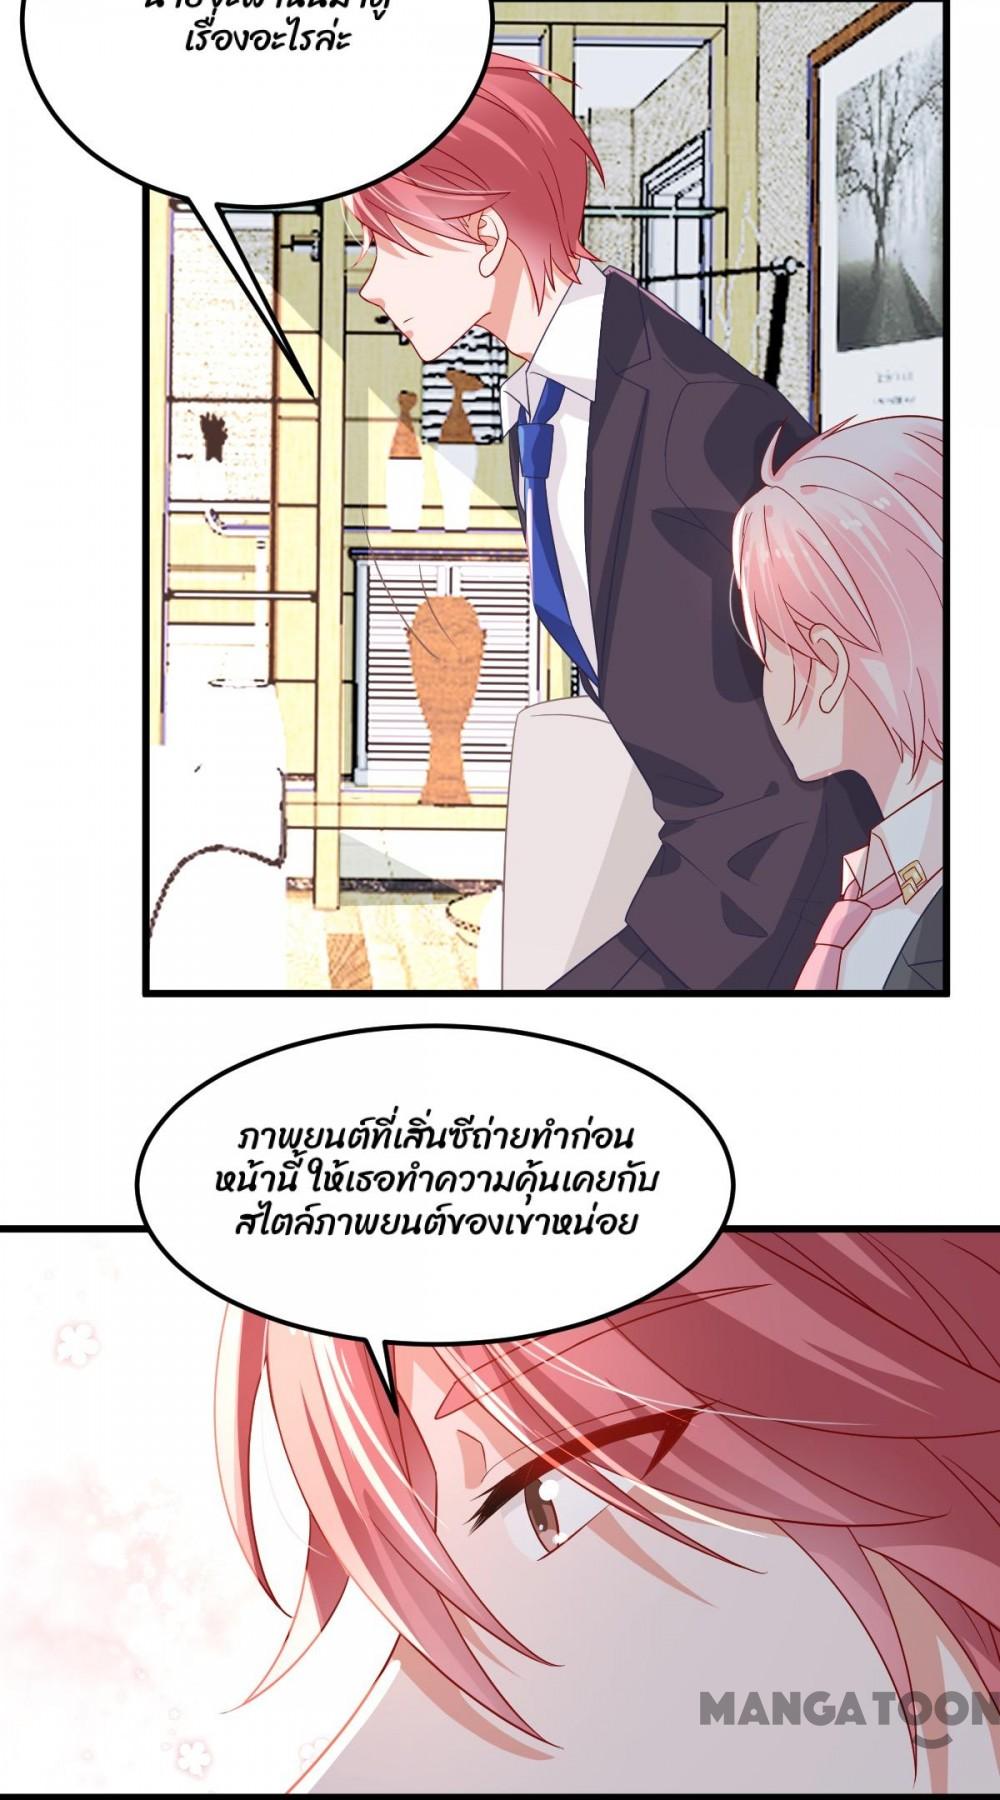 เรื่องอะไรล่ะ
ภาพยนต์ที่เสิ่นซีถ่ายทำก่อน
หน้านี้ ให้เธอทำความคุ้นเคยกับ
สไตล์ภาพยนต์ของเขาหน่อย
MANGATOON